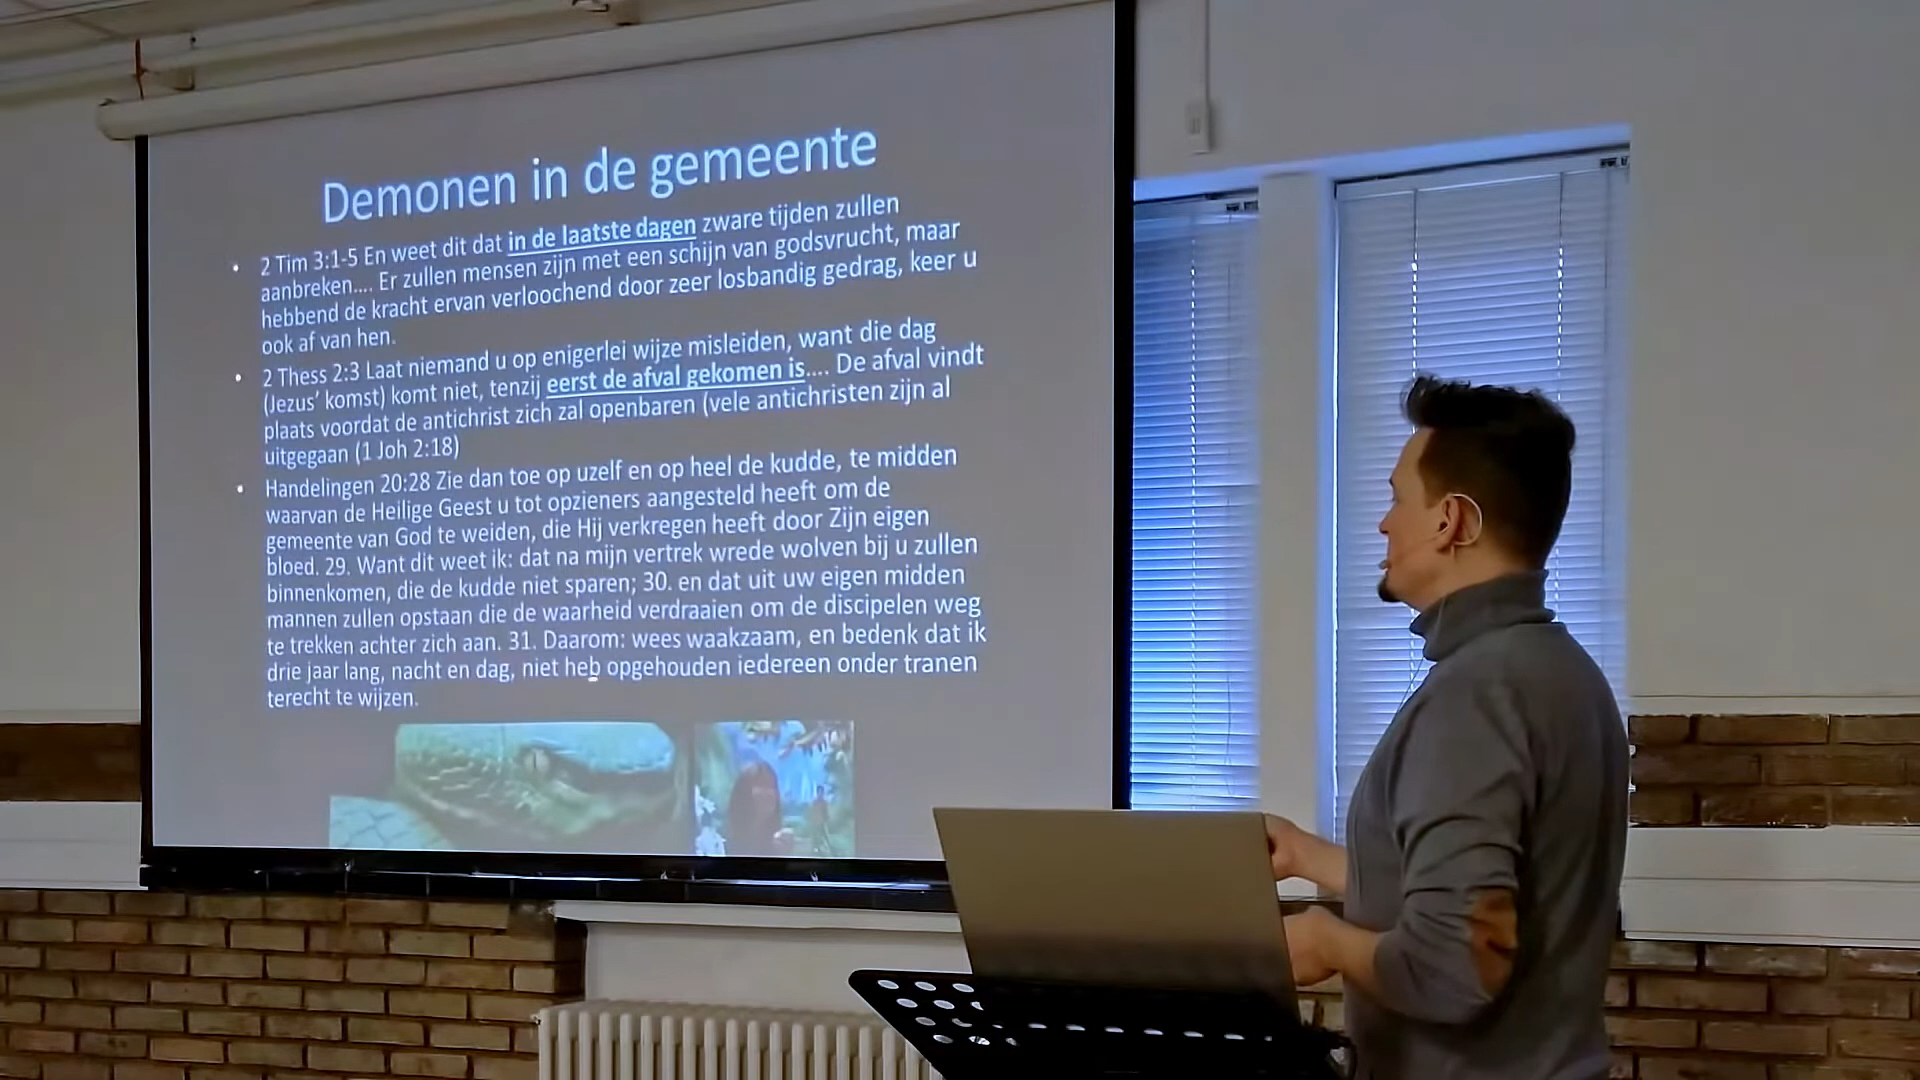 Demonen in de gemeente
• 2 Tim 3:1-5 En weet dit dat in de laatste dagen zware tijden zullen
aanbreken.... Er zullen mensen zijn met een schijn van godsvrucht, maar
hebbend de kracht ervan verloochend door zeer losbandig gedrag, keer u
ook af van hen.
• 2 Thess 2:3 Laat niemand u op enigerlei wijze misleiden, want die dag
(Jezus’ komst) komt niet, tenzij eerst de afval gekomen is.... De afval vindt
plaats voordat de antichrist zich zal openbaren (vele antichristen zijn al
uitgegaan (1 Joh 2:18)
• Handelingen 20:28 Zie dan toe op uzelf en op heel de kudde, te midden
waarvan de Heilige Geest u tot opzieners aangesteld heeft om de
gemeente van God te weiden, die Hij verkregen heeft door Zijn eigen
bloed. 29. Want dit weet ik: dat na mijn vertrek wrede wolven bij u zullen
binnenkomen, die de kudde niet sparen; 30. en dat uit uw eigen midden
mannen zullen opstaan die de waarheid verdraaien om de discipelen weg
te trekken achter zich aan. 31. Daarom: wees waakzaam, en bedenk dat ik
drie jaar lang, nacht en dag, niet heb opgehouden iedereen onder tranen
terecht te wijzen.